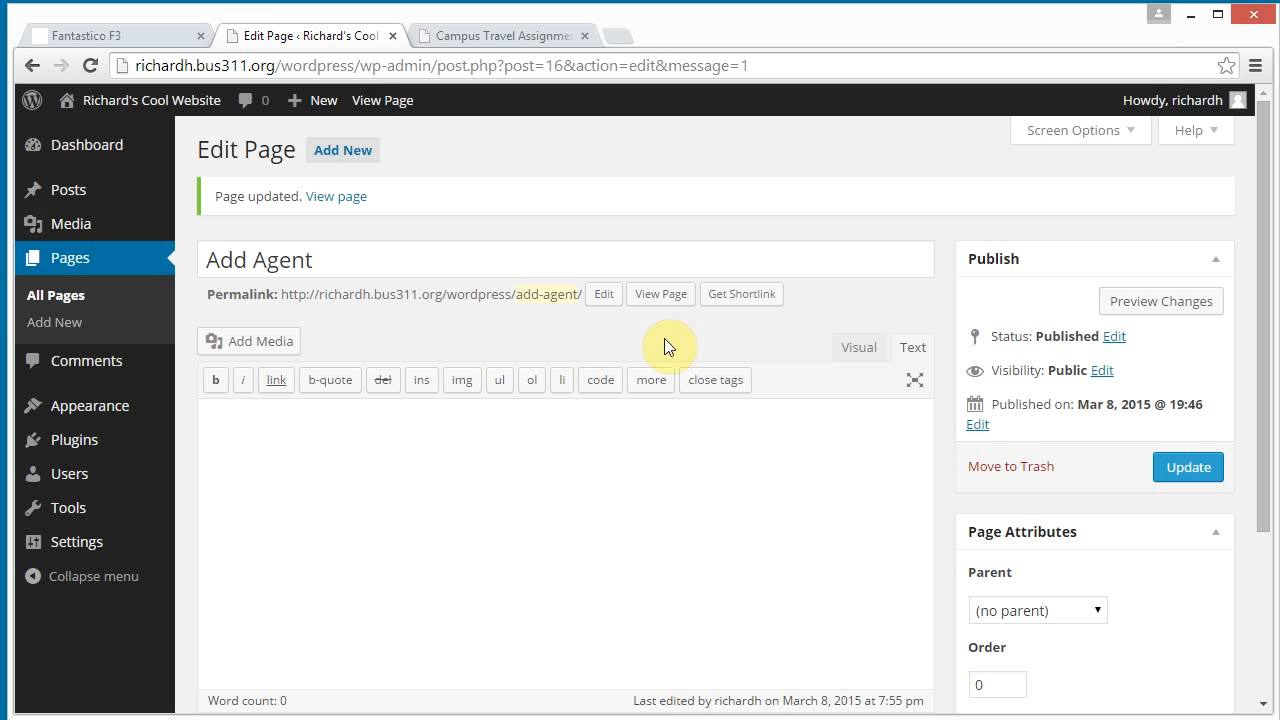 Fantastico F3
Edit Page ‹ Richard's Cool
Campus Travel Assignme
richardh.bus311.org/wordpress/wp-admin/post.php?post=16&action=edit&message=1
Richard's Cool Website 0 New View Page Howdy, richardh
Screen Options Help
Dashboard
Posts
Media
Pages
All Pages
Add New
Comments
Appearance
Plugins
Users
Tools
Settings
Collapse menu
Edit Page Add New
Page updated. View page
Add Agent
Permalink: http://richardh.bus311.org/wordpress/add-agent/ Edit View Page Get Shortlink
Add Media
Visual Text
b i link b-quote del ins img ul ol li code more close tags
Word count: 0 Last edited by richardh on March 8, 2015 at 7:55 pm
Publish
Preview Changes
Status: Published Edit
Visibility: Public Edit
Published on: Mar 8, 2015 @ 19:46
Edit
Move to Trash Update
Page Attributes
Parent
(no parent)
Order
0